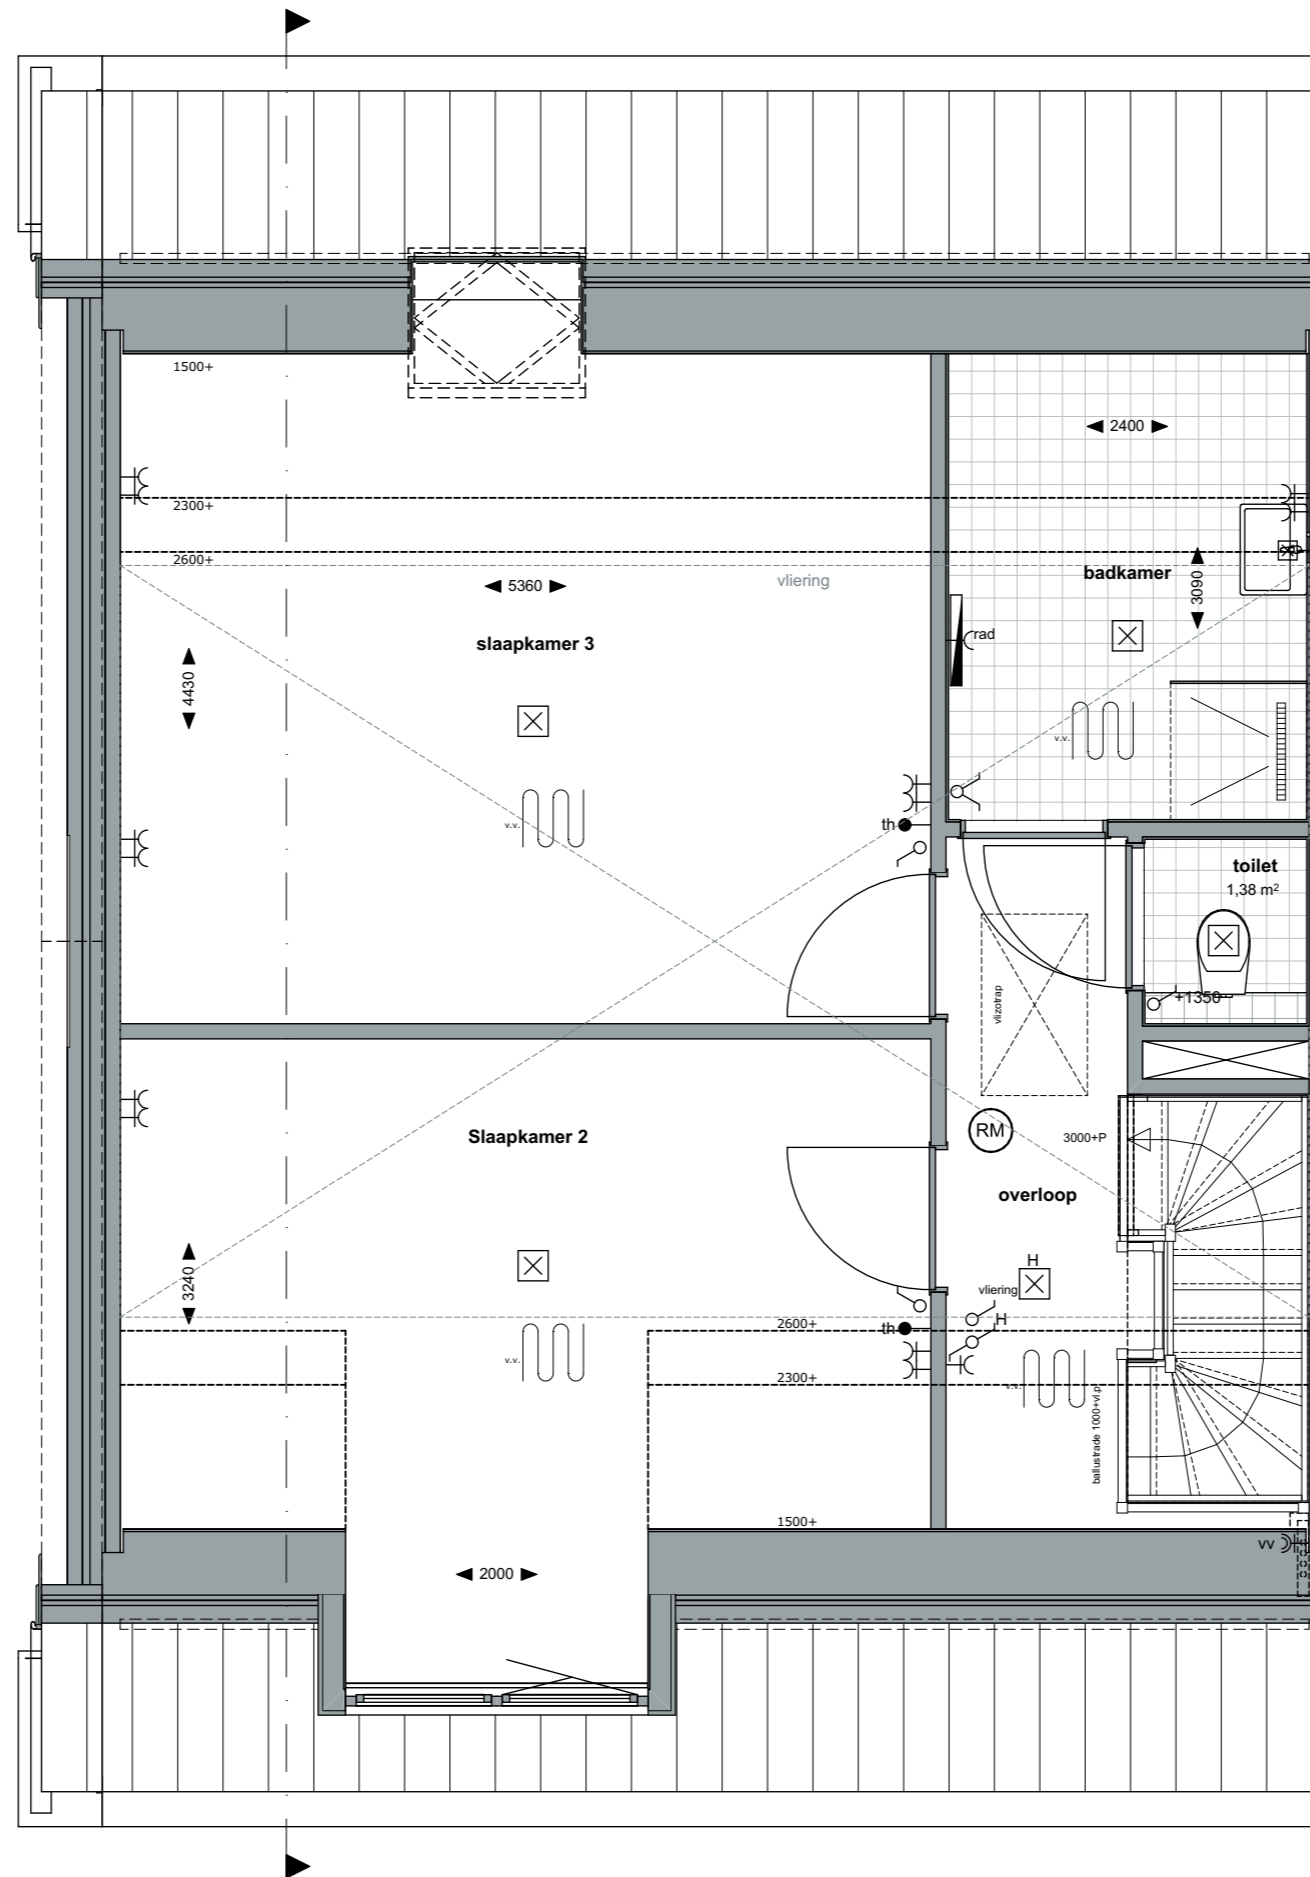 1500+
2400
2300+
2600+
badkamer
5360
vliering
3090
rad
slaapkamer 3
4430
v.v.
v.v.
th
toilet
1,38 m²
+1350
vlizotrap
RM
3000+P
Slaapkamer 2
overloop
H
3240
vliering
H
2600+
th
v.v.
2300+
v.v.
ballustrade 1000+vl.p
1500+
vv
2000